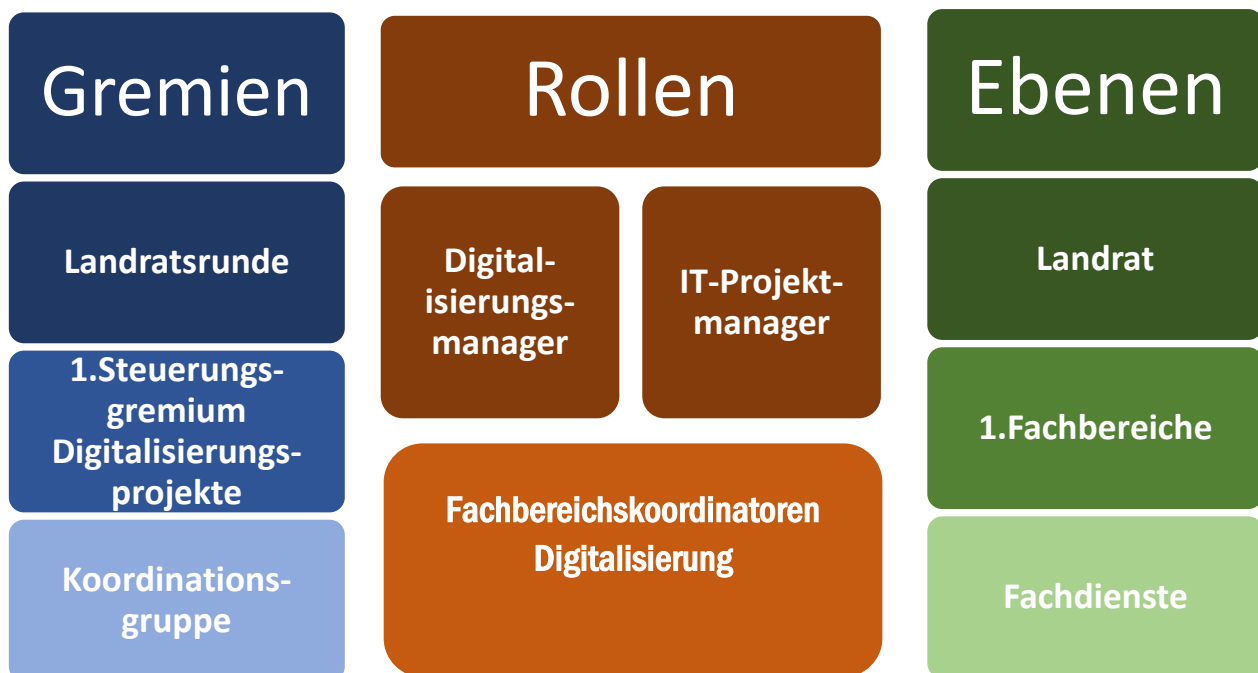 Gremien
Landratsrunde
1.Steuerungs-
gremium
Digitalisierungs-
projekte
Koordinations-
gruppe
Rollen
Digital-
isierungs-
manager
IT-Projekt-
manager
Fachbereichskoordinatoren
Digitalisierung
Ebenen
Landrat
1.Fachbereiche
Fachdienste